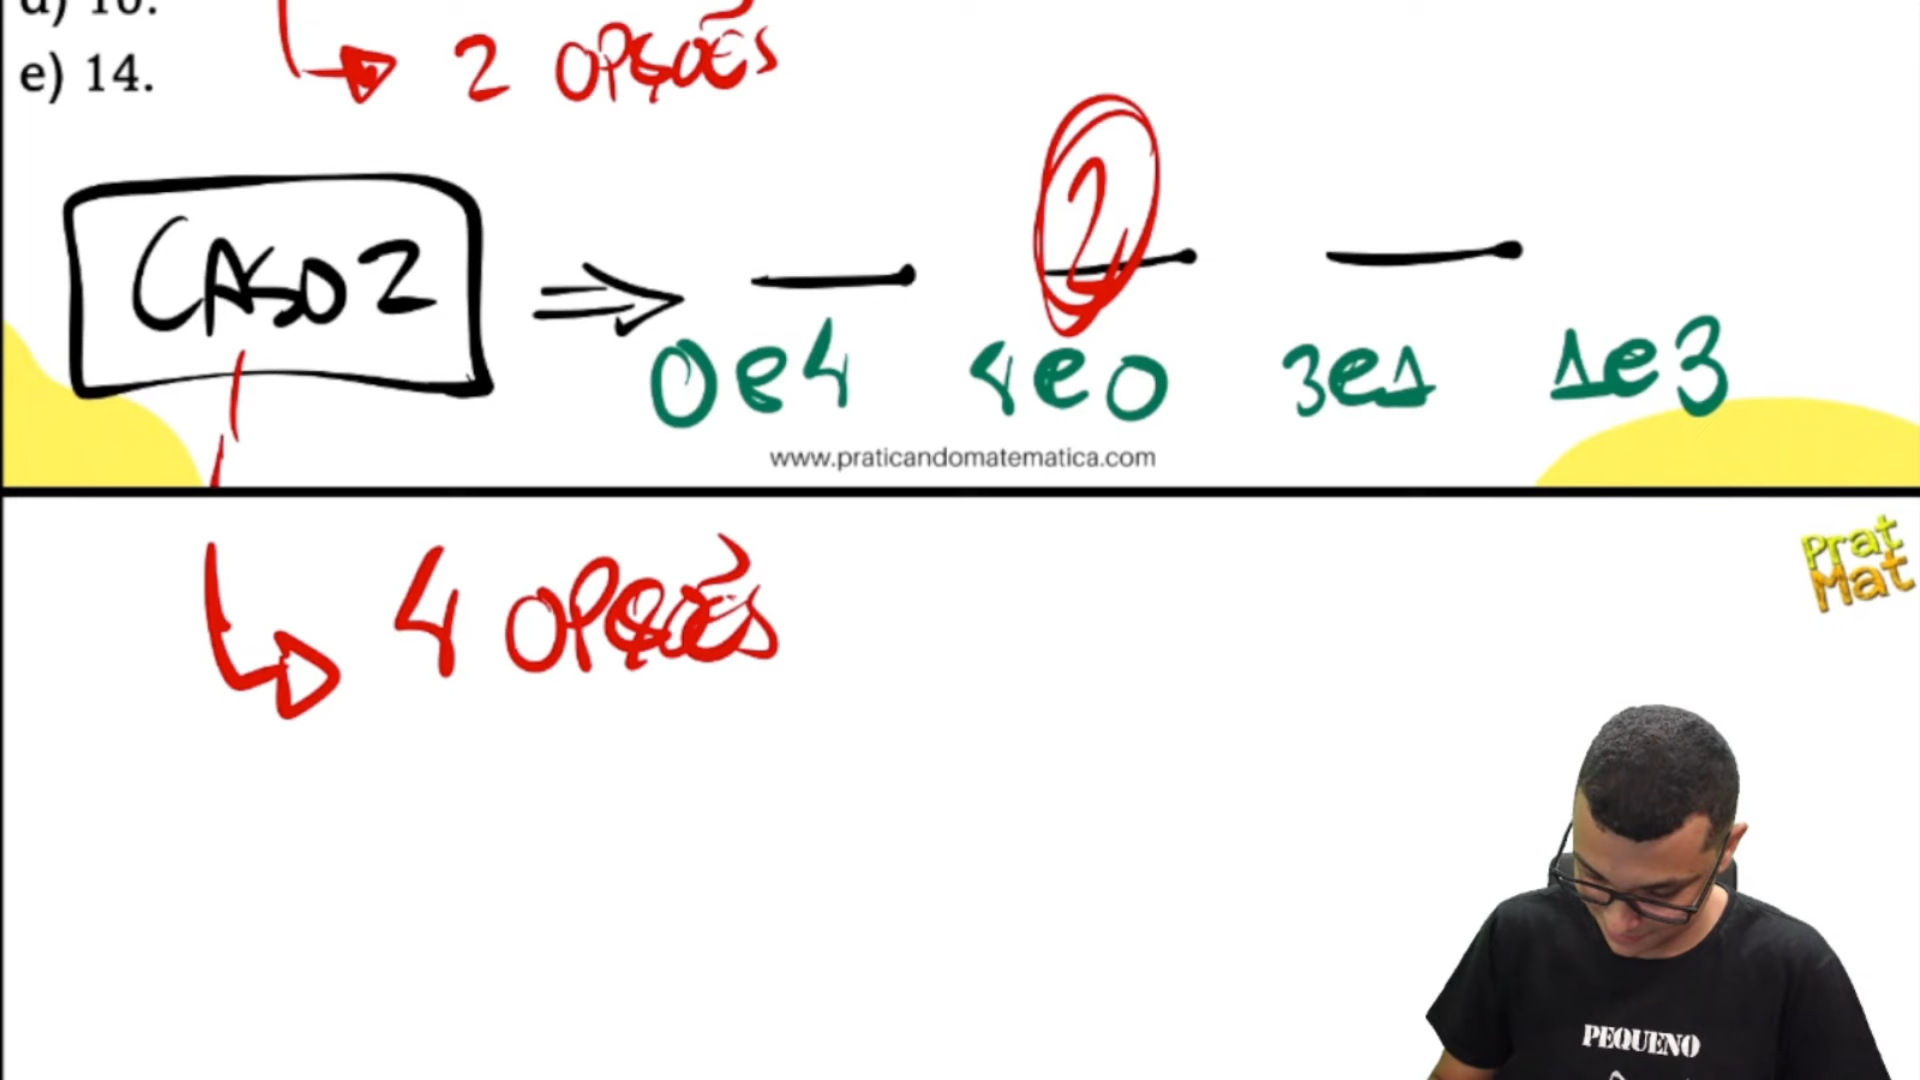 d) 10.
e) 14.
2 OPÇÕES
CASO 2 ⇒ 2
0 e 4 4 e 0 3 e 1 1 e 3
www.praticandomatematica.com
Prat
Mat
4 OPÇÕES
PEQUENO